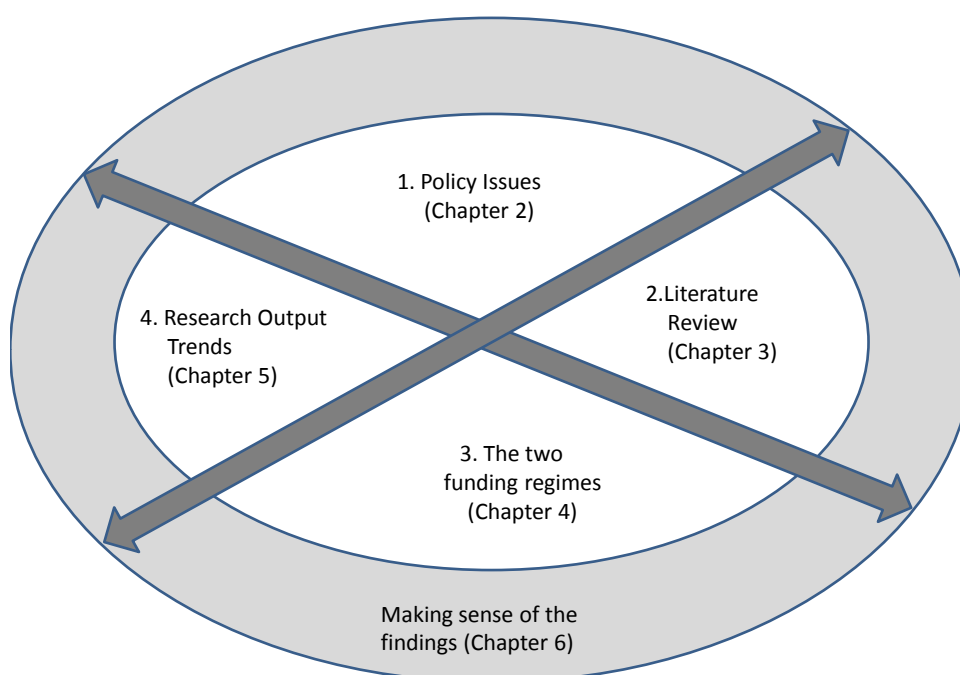 1. Policy Issues
(Chapter 2)
2.Literature
Review
(Chapter 3)
3. The two
funding regimes
(Chapter 4)
4. Research Output
Trends
(Chapter 5)
Making sense of the
findings (Chapter 6)